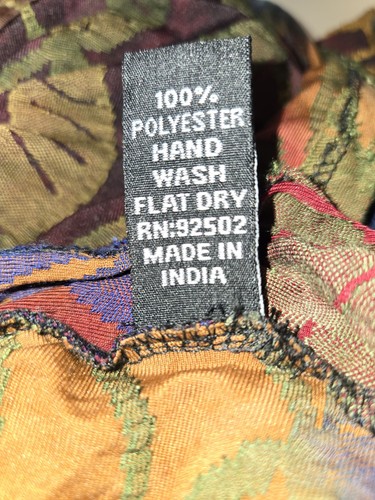 100%
POLYESTER
HAND
WASH
FLAT DRY
RN:92502
MADE IN
INDIA